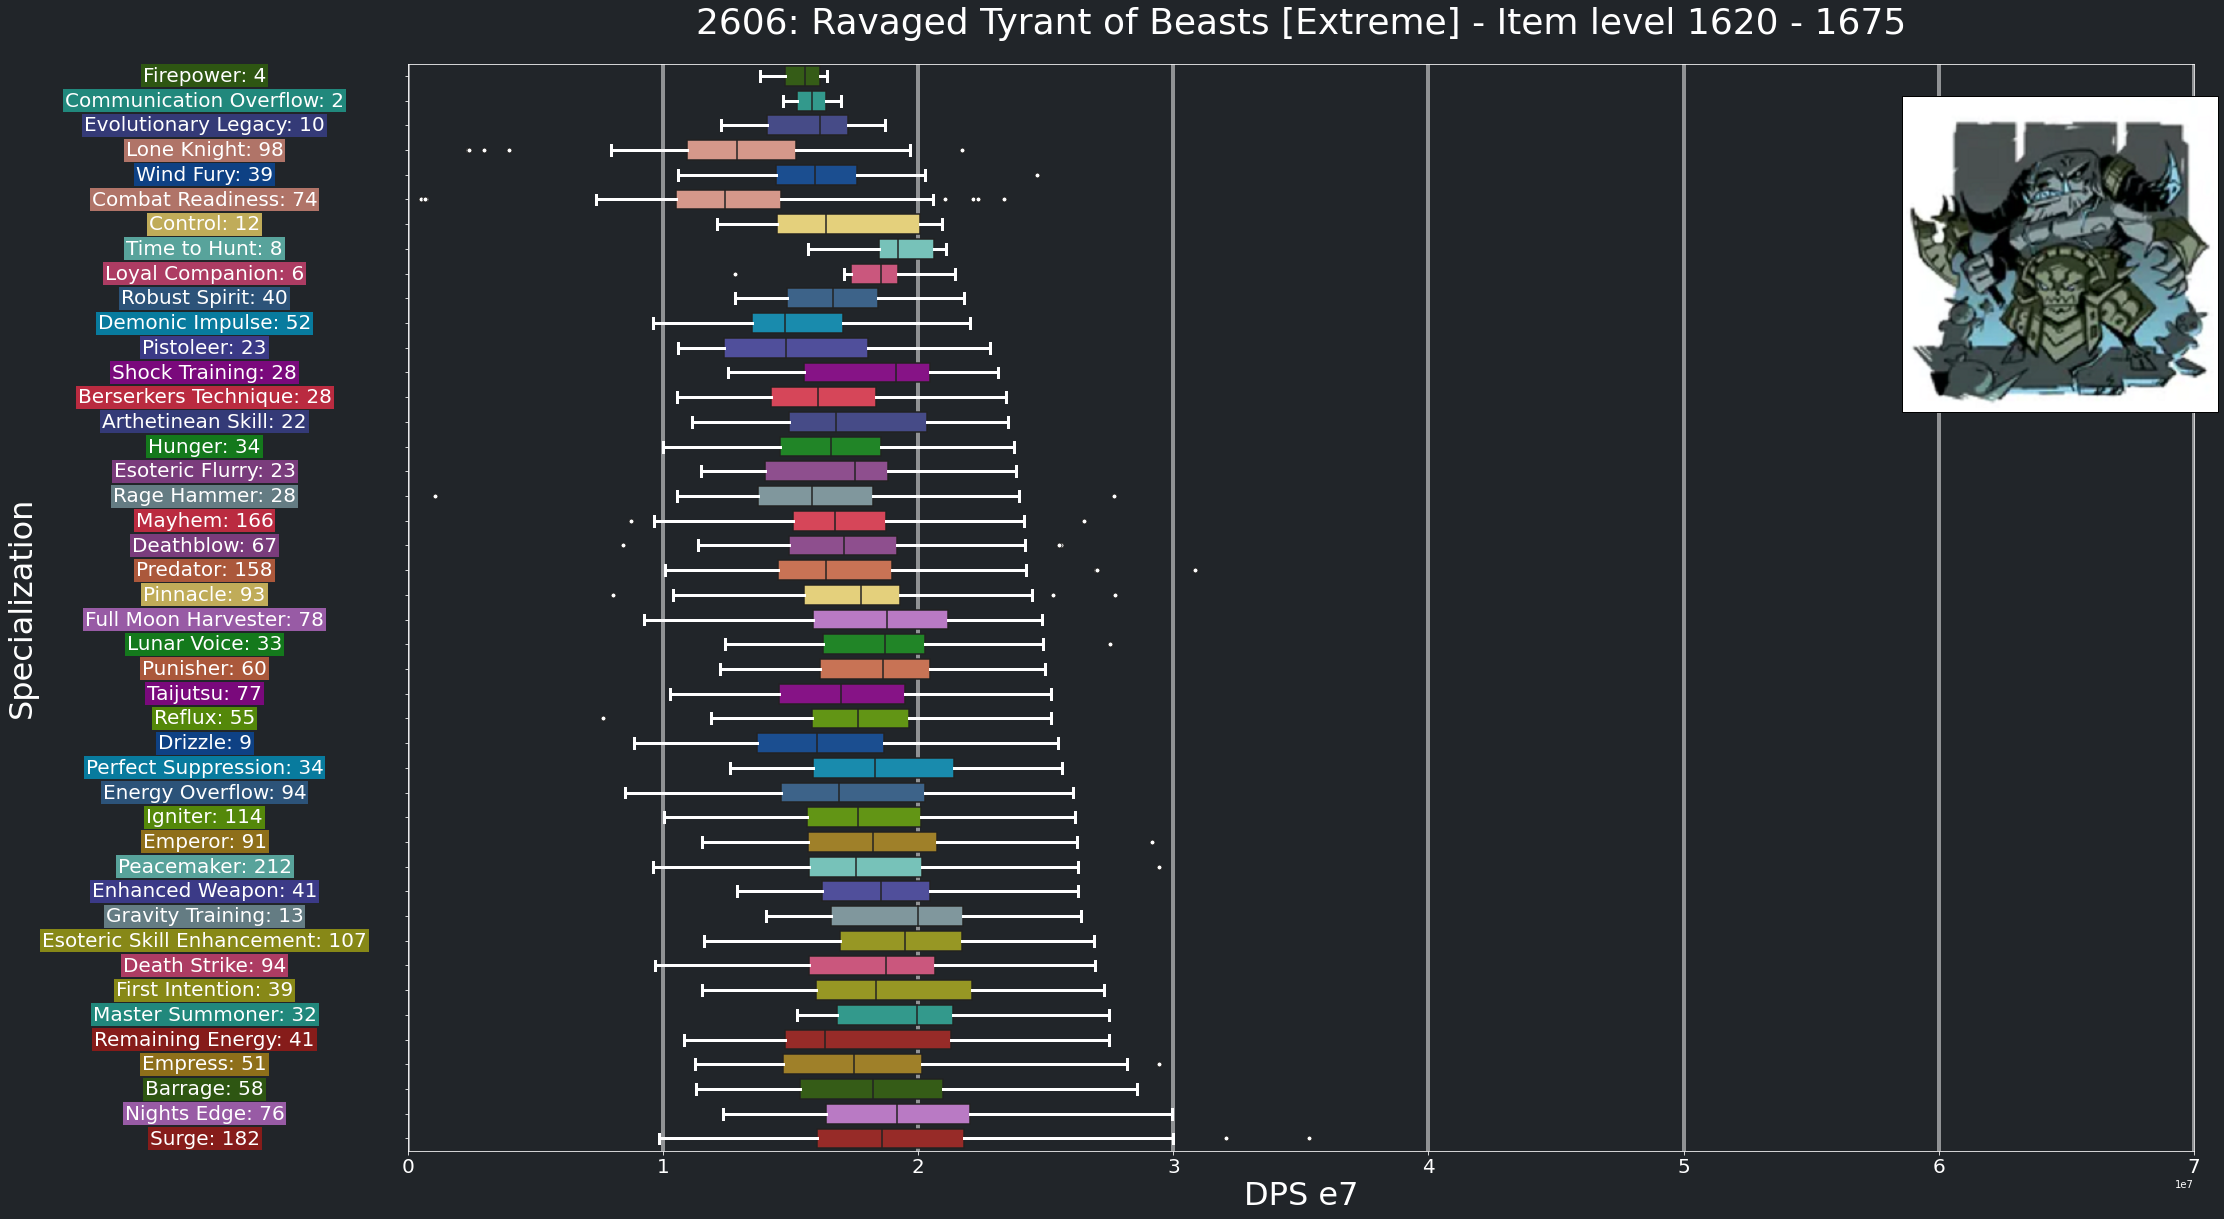 2606: Ravaged Tyrant of Beasts [Extreme] - Item level 1620 - 1675
Firepower: 4
Communication Overflow: 2
Evolutionary Legacy: 10
Lone Knight: 98
Wind Fury: 39
Combat Readiness: 74
Control: 12
Time to Hunt: 8
Loyal Companion: 6
Robust Spirit: 40
Demonic Impulse: 52
Pistoleer: 23
Shock Training: 28
Berserkers Technique: 28
Arthetinean Skill: 22
Hunger: 34
Esoteric Flurry: 23
Rage Hammer: 28
Mayhem: 166
Deathblow: 67
Predator: 158
Pinnacle: 93
Full Moon Harvester: 78
Lunar Voice: 33
Punisher: 60
Taijutsu: 77
Reflux: 55
Drizzle: 9
Perfect Suppression: 34
Energy Overflow: 94
Igniter: 114
Emperor: 91
Peacemaker: 212
Enhanced Weapon: 41
Gravity Training: 13
Esoteric Skill Enhancement: 107
Death Strike: 94
First Intention: 39
Master Summoner: 32
Remaining Energy: 41
Empress: 51
Barrage: 58
Nights Edge: 76
Surge: 182
Specialization
0 1 2 3 4 5 6 7
1e7
DPS e7